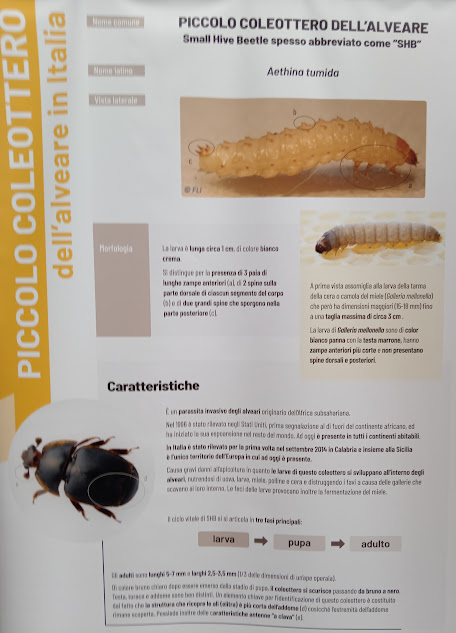 PICCOLO COLEOTTERO
dell'alveare in Italia
Nome comune
PICCOLO COLEOTTERO DELL'ALVEARE
Small Hive Beetle spesso abbreviato come "SHB"
Nome latino
Aethina tumida
Vista laterale
b
c
a
© FLI
Morfologia
La larva è lunga circa 1 cm, di colore bianco
crema.
Si distingue per la presenza di 3 paia di
lunghe zampe anteriori (a), di 2 spine sulla
parte dorsale di ciascun segmento del corpo
(b) e di due grandi spine che sporgono nella
parte posteriore (c).
A prima vista assomiglia alla larva della tarma
della cera o camola del miele (Galleria mellonella)
che però ha dimensioni maggiori (15-18 mm) fino
a una taglia massima di circa 3 cm.
La larva di Galleria mellonella sono di color
bianco panna con la testa marrone, hanno
zampe anteriori più corte e non presentano
spine dorsali e posteriori.
Caratteristiche
È un parassita invasivo degli alveari originario dell'Africa subsahariana.
Nel 1996 è stato rilevato negli Stati Uniti, prima segnalazione al di fuori del continente africano, ed
ha iniziato la sua espansione nel resto del mondo. Ad oggi è presente in tutti i continenti abitabili.
In Italia è stato rilevato per la prima volta nel settembre 2014 in Calabria e insieme alla Sicilia
è l'unico territorio dell'Europa in cui ad oggi è presente.
Causa gravi danni all'apicoltura in quanto le larve di questo coleottero si sviluppano all'interno degli
alveari, nutrendosi di uova, larve, miele, polline e cera e distruggendo i favi a causa delle gallerie che
scavano al loro interno. Le feci delle larve provocano inoltre la fermentazione del miele.
Il ciclo vitale di SHB si si articola in tre fasi principali:
larva
pupa
adulto
Gli adulti sono lunghi 5-7 mm e larghi 2,5-3,5 mm (1/3 delle dimensioni di un'ape operaia).
Di colore bruno chiaro dopo essere emerso dallo stadio di pupa, il coleottero si scurisce passando da bruno a nero.
Testa, torace e addome sono ben distinti. Un elemento chiave per l'identificazione di questo coleottero è costituito
dal fatto che la struttura che ricopre le ali (elitra) è più corta dell'addome (d) cosicché l'estremità dell'addome
rimane scoperta. Possiede inoltre delle caratteristiche antenne "a clava" (e)